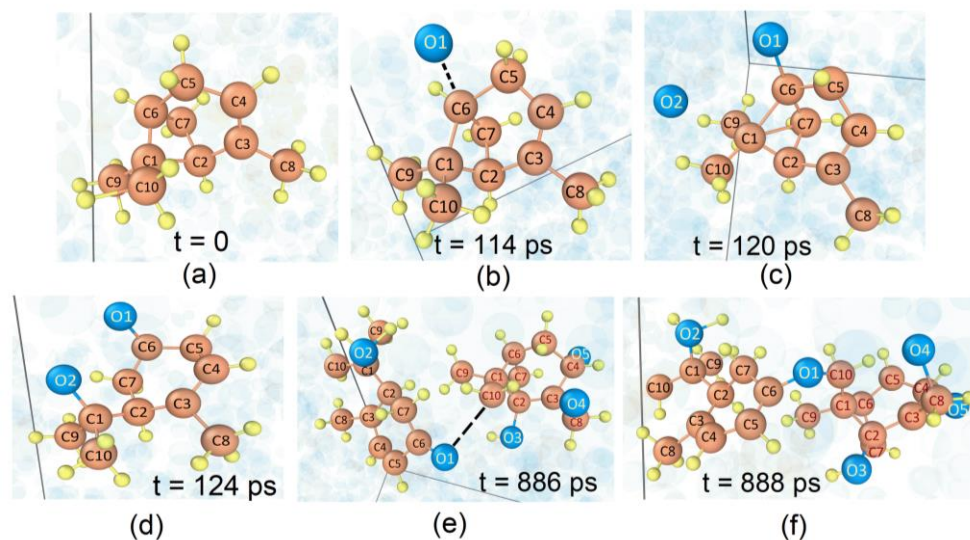 C5
C4
C6
C7
C3
C1
C2
C8
C9
C10
t = 0
(a)
O1
C5
C6
C4
C7
C1
C3
C9
C2
C8
C10
t = 114 ps
(b)
O1
C6
C5
O2
C9
C7
C4
C1
C2
C3
C10
C8
t = 120 ps
(c)
O1
C6
C5
C4
O2
C7
C3
C1
C2
C9
C8
C10
t = 124 ps
(d)
C9
O2
C10
C1
C2
C8
C3
C7
C4
C6
C5
O1
C6
C5
C9
C1
C7
C4
O5
C10
C2
C3
O4
C8
O3
t = 886 ps
(e)
O2
C1
C9
C7
C10
C2
C6
C3
C4
C5
C8
O1
C10
C5
O4
C4
C8
O5
C9
C1
C6
C3
C2
C7
O3
t = 888 ps
(f)